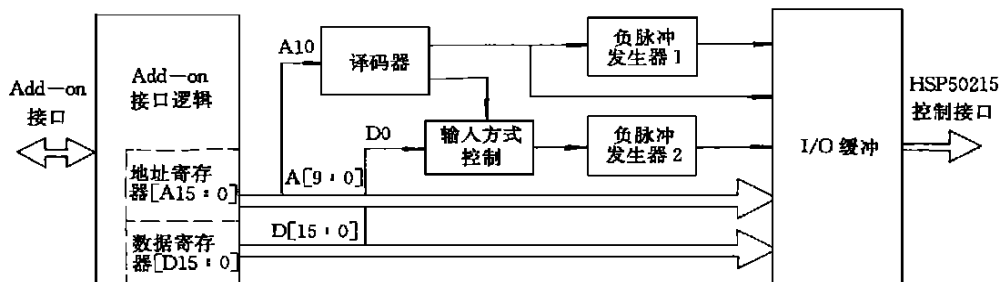 Add-on
接口
Add-on
接口逻辑
地址寄存
器[A15:0]
数据寄存
器[D15:0]
A10
译码器
D0
输入方式
控制
负脉冲
发生器1
负脉冲
发生器2
A[9:0]
D[15:0]
I/O缓冲
HSP50215
控制接口